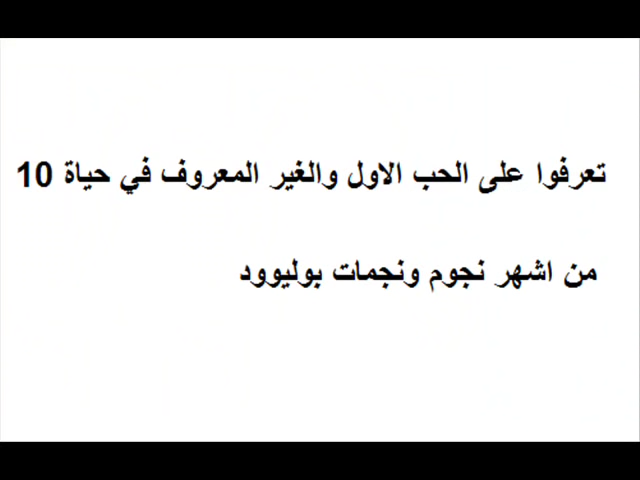 تعرفوا على الحب الاول والغير المعروف في حياة 10
من اشهر نجوم ونجمات بوليوود